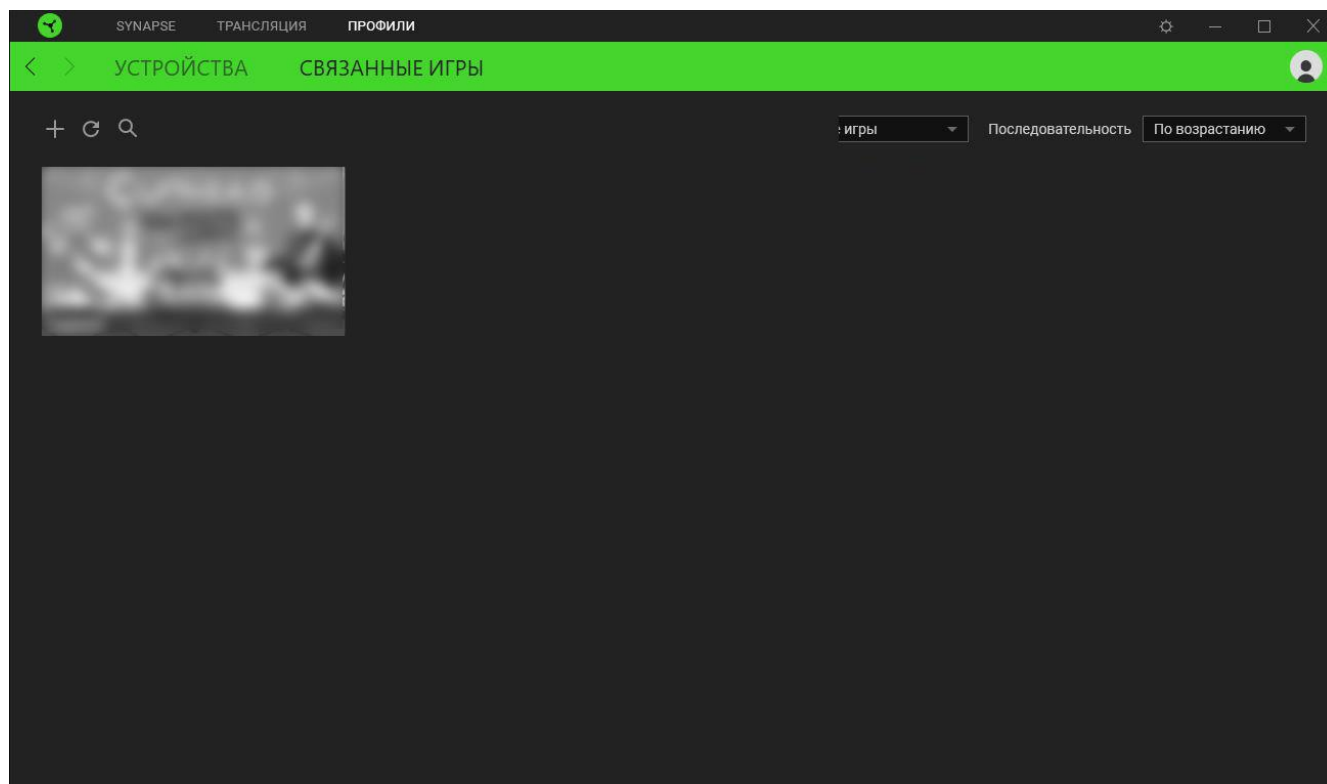 SYNAPSE ТРАНСЛЯЦИЯ ПРОФИЛИ
УСТРОЙСТВА СВЯЗАННЫЕ ИГРЫ
игры Последовательность По возрастанию